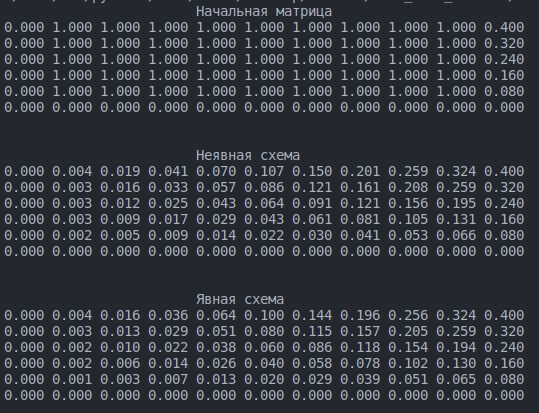 Начальная матрица
0.000 1.000 1.000 1.000 1.000 1.000 1.000 1.000 1.000 1.000 0.400
0.000 1.000 1.000 1.000 1.000 1.000 1.000 1.000 1.000 1.000 0.320
0.000 1.000 1.000 1.000 1.000 1.000 1.000 1.000 1.000 1.000 0.240
0.000 1.000 1.000 1.000 1.000 1.000 1.000 1.000 1.000 1.000 0.160
0.000 1.000 1.000 1.000 1.000 1.000 1.000 1.000 1.000 1.000 0.080
0.000 0.000 0.000 0.000 0.000 0.000 0.000 0.000 0.000 0.000 0.000
Неявная схема
0.000 0.004 0.019 0.041 0.070 0.107 0.150 0.201 0.259 0.324 0.400
0.000 0.003 0.016 0.033 0.057 0.086 0.121 0.161 0.208 0.259 0.320
0.000 0.003 0.012 0.025 0.043 0.064 0.091 0.121 0.156 0.195 0.240
0.000 0.003 0.009 0.017 0.029 0.043 0.061 0.081 0.105 0.131 0.160
0.000 0.002 0.005 0.009 0.014 0.022 0.030 0.041 0.053 0.066 0.080
0.000 0.000 0.000 0.000 0.000 0.000 0.000 0.000 0.000 0.000 0.000
Явная схема
0.000 0.004 0.016 0.036 0.064 0.100 0.144 0.196 0.256 0.324 0.400
0.000 0.003 0.013 0.029 0.051 0.080 0.115 0.157 0.205 0.259 0.320
0.000 0.002 0.010 0.022 0.038 0.060 0.086 0.118 0.154 0.194 0.240
0.000 0.002 0.006 0.014 0.026 0.040 0.058 0.078 0.102 0.130 0.160
0.000 0.001 0.003 0.007 0.013 0.020 0.029 0.039 0.051 0.065 0.080
0.000 0.000 0.000 0.000 0.000 0.000 0.000 0.000 0.000 0.000 0.000